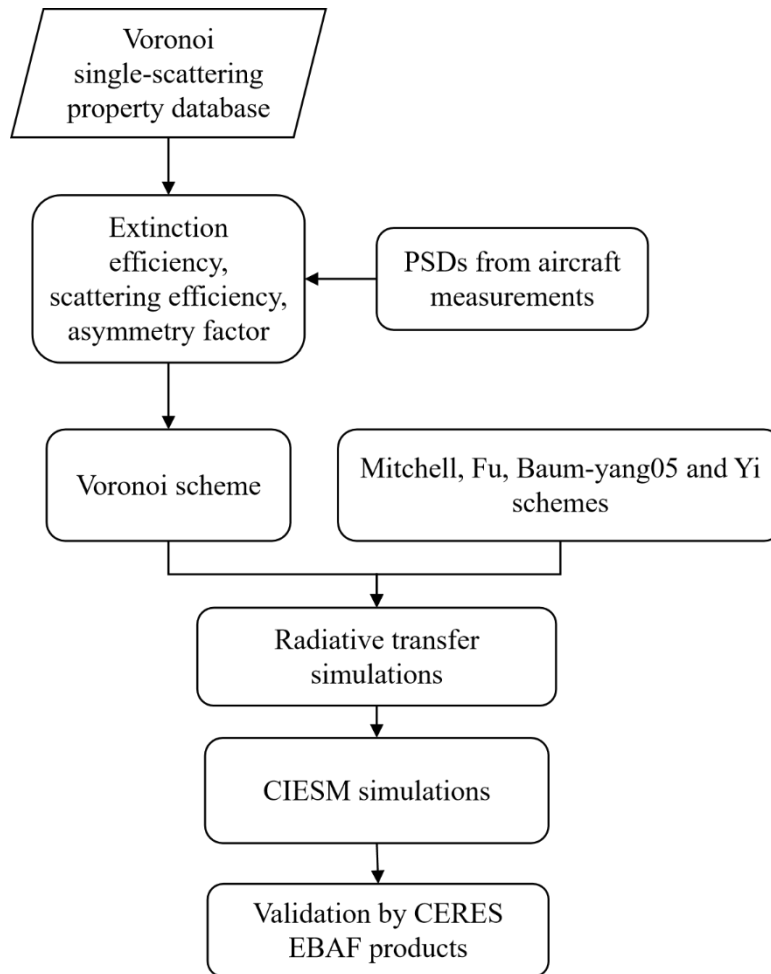 Voronoi
single-scattering
property database
Extinction
efficiency,
scattering efficiency,
asymmetry factor
PSDs from aircraft
measurements
Voronoi scheme
Mitchell, Fu, Baum-yang05 and Yi
schemes
Radiative transfer
simulations
CIESM simulations
Validation by CERES
EBAF products